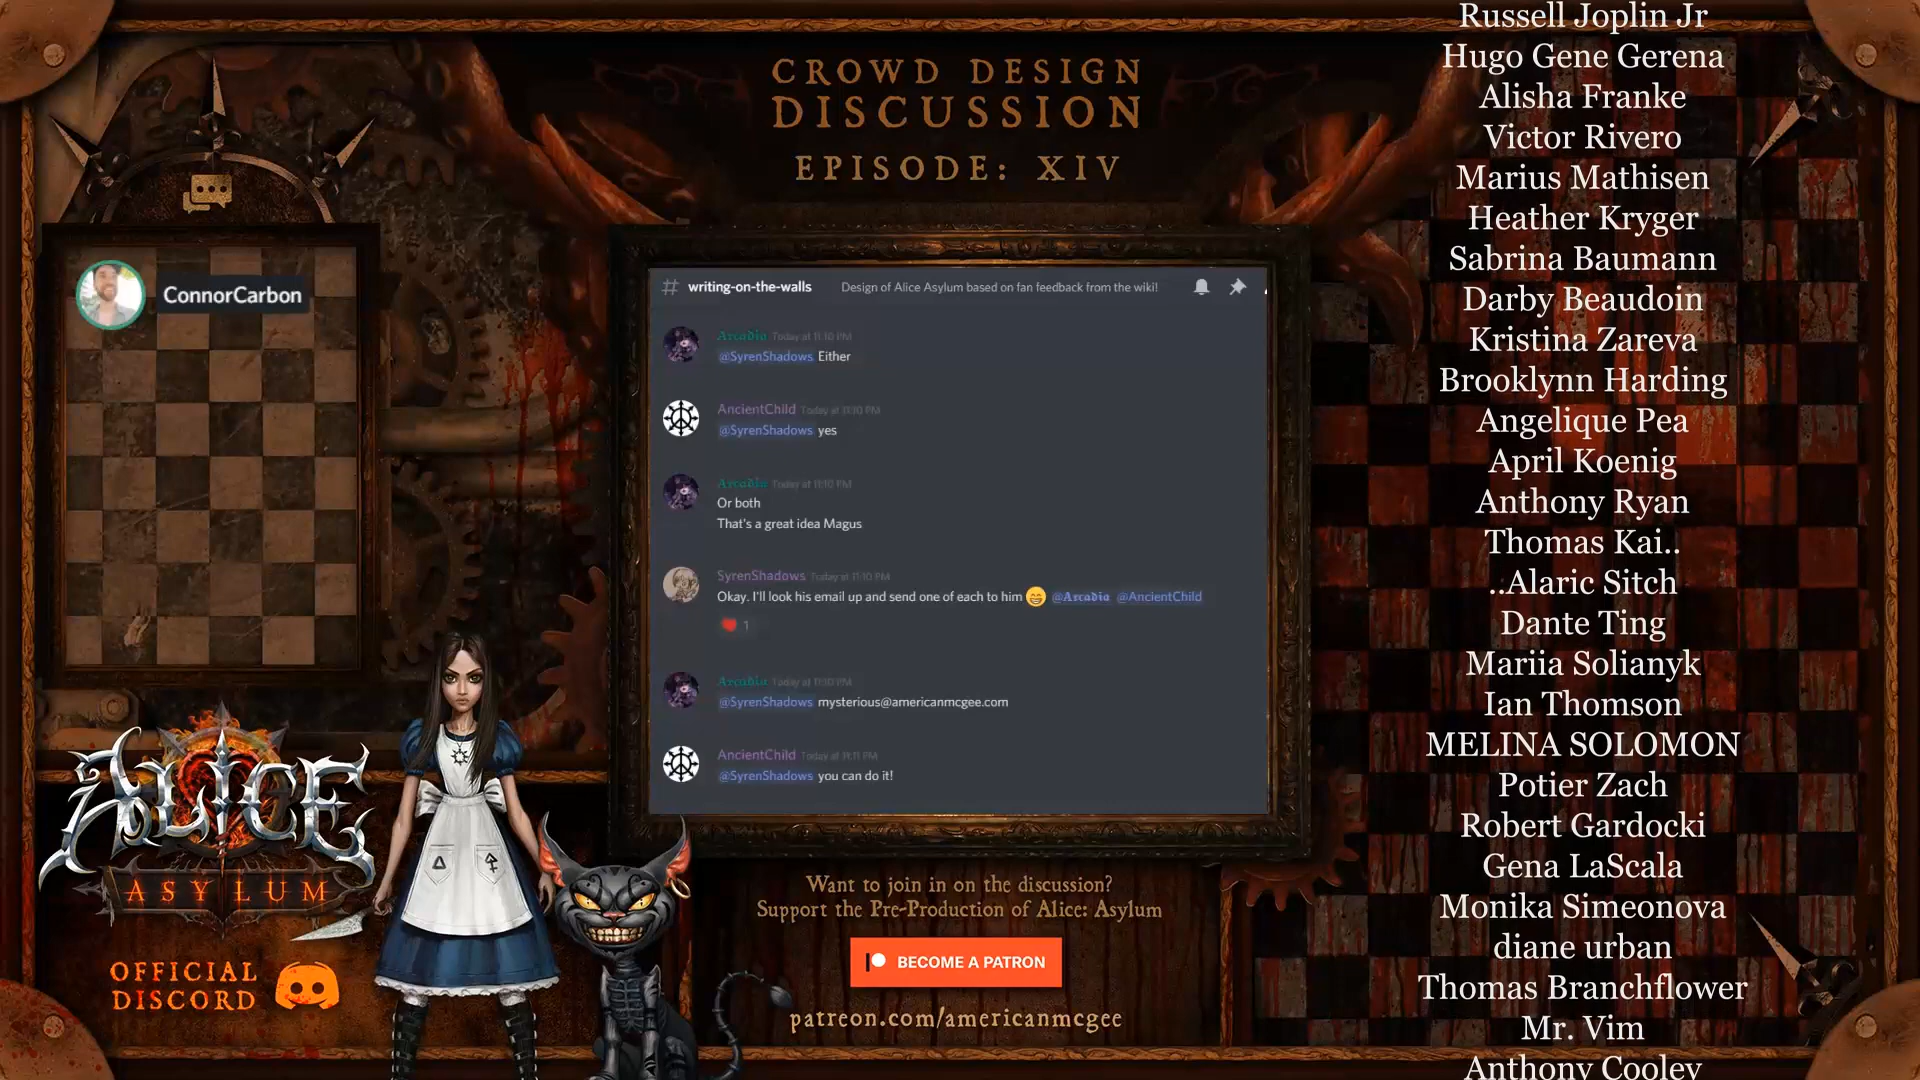 CROWD DESIGN
DISCUSSION
EPISODE: XIV
ConnorCarbon
# writing-on-the-walls Design of Alice Asylum based on fan feedback from the wiki!
Arcadia Today at 11:10 PM
@SyrenShadows Either
AncientChild Today at 11:10 PM
@SyrenShadows yes
Arcadia Today at 11:10 PM
Or both
That's a great idea Magus
SyrenShadows Today at 11:10 PM
Okay. I'll look his email up and send one of each to him 😄 @Arcadia @AncientChild
❤️ 1
Arcadia Today at 11:10 PM
@SyrenShadows mysterious@americanmcgee.com
AncientChild Today at 11:11 PM
@SyrenShadows you can do it!
ALICE
ASYLUM
OFFICIAL
DISCORD
Want to join in on the discussion?
Support the Pre-Production of Alice: Asylum
BECOME A PATRON
patreon.com/americanmcgee
Russell Joplin Jr
Hugo Gene Gerena
Alisha Franke
Victor Rivero
Marius Mathisen
Heather Kryger
Sabrina Baumann
Darby Beaudoin
Kristina Zareva
Brooklynn Harding
Angelique Pea
April Koenig
Anthony Ryan
Thomas Kai..
..Alaric Sitch
Dante Ting
Mariia Solianyk
Ian Thomson
MELINA SOLOMON
Potier Zach
Robert Gardocki
Gena LaScala
Monika Simeonova
diane urban
Thomas Branchflower
Mr. Vim
Anthony Cooley